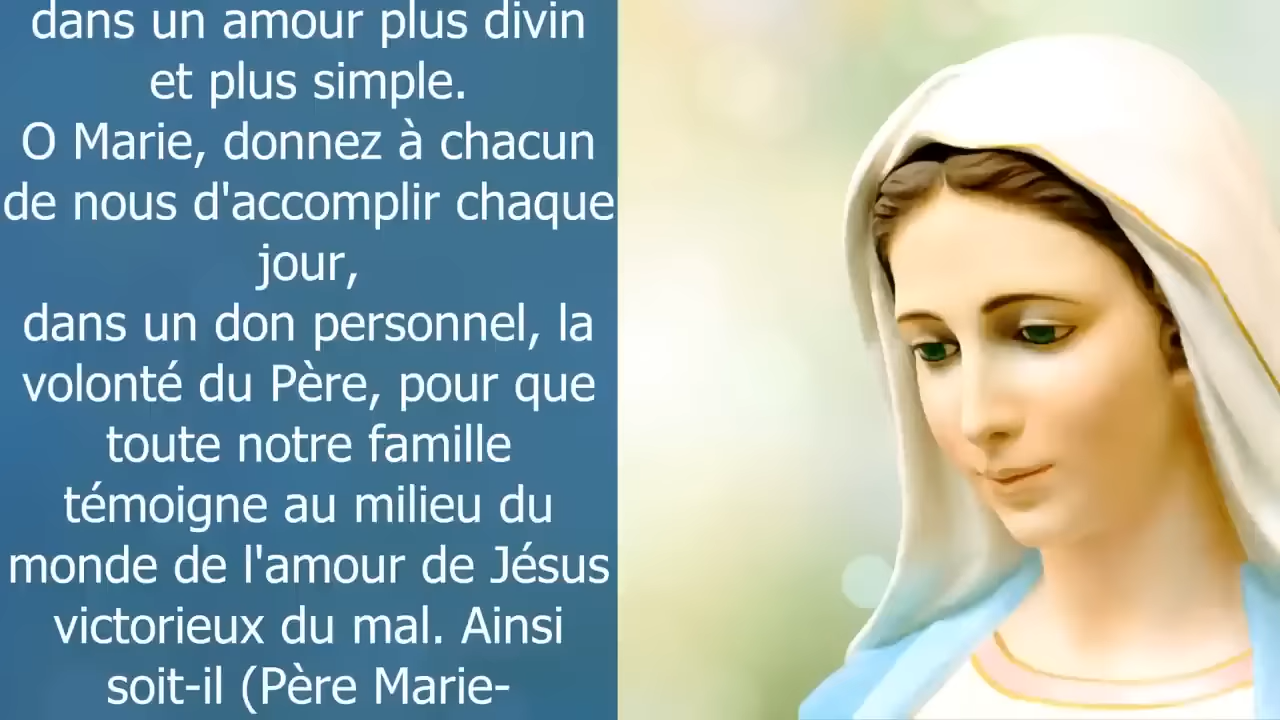 dans un amour plus divin
et plus simple.
O Marie, donnez à chacun
de nous d'accomplir chaque
jour,
dans un don personnel, la
volonté du Père, pour que
toute notre famille
témoigne au milieu du
monde de l'amour de Jésus
victorieux du mal. Ainsi
soit-il (Père Marie-